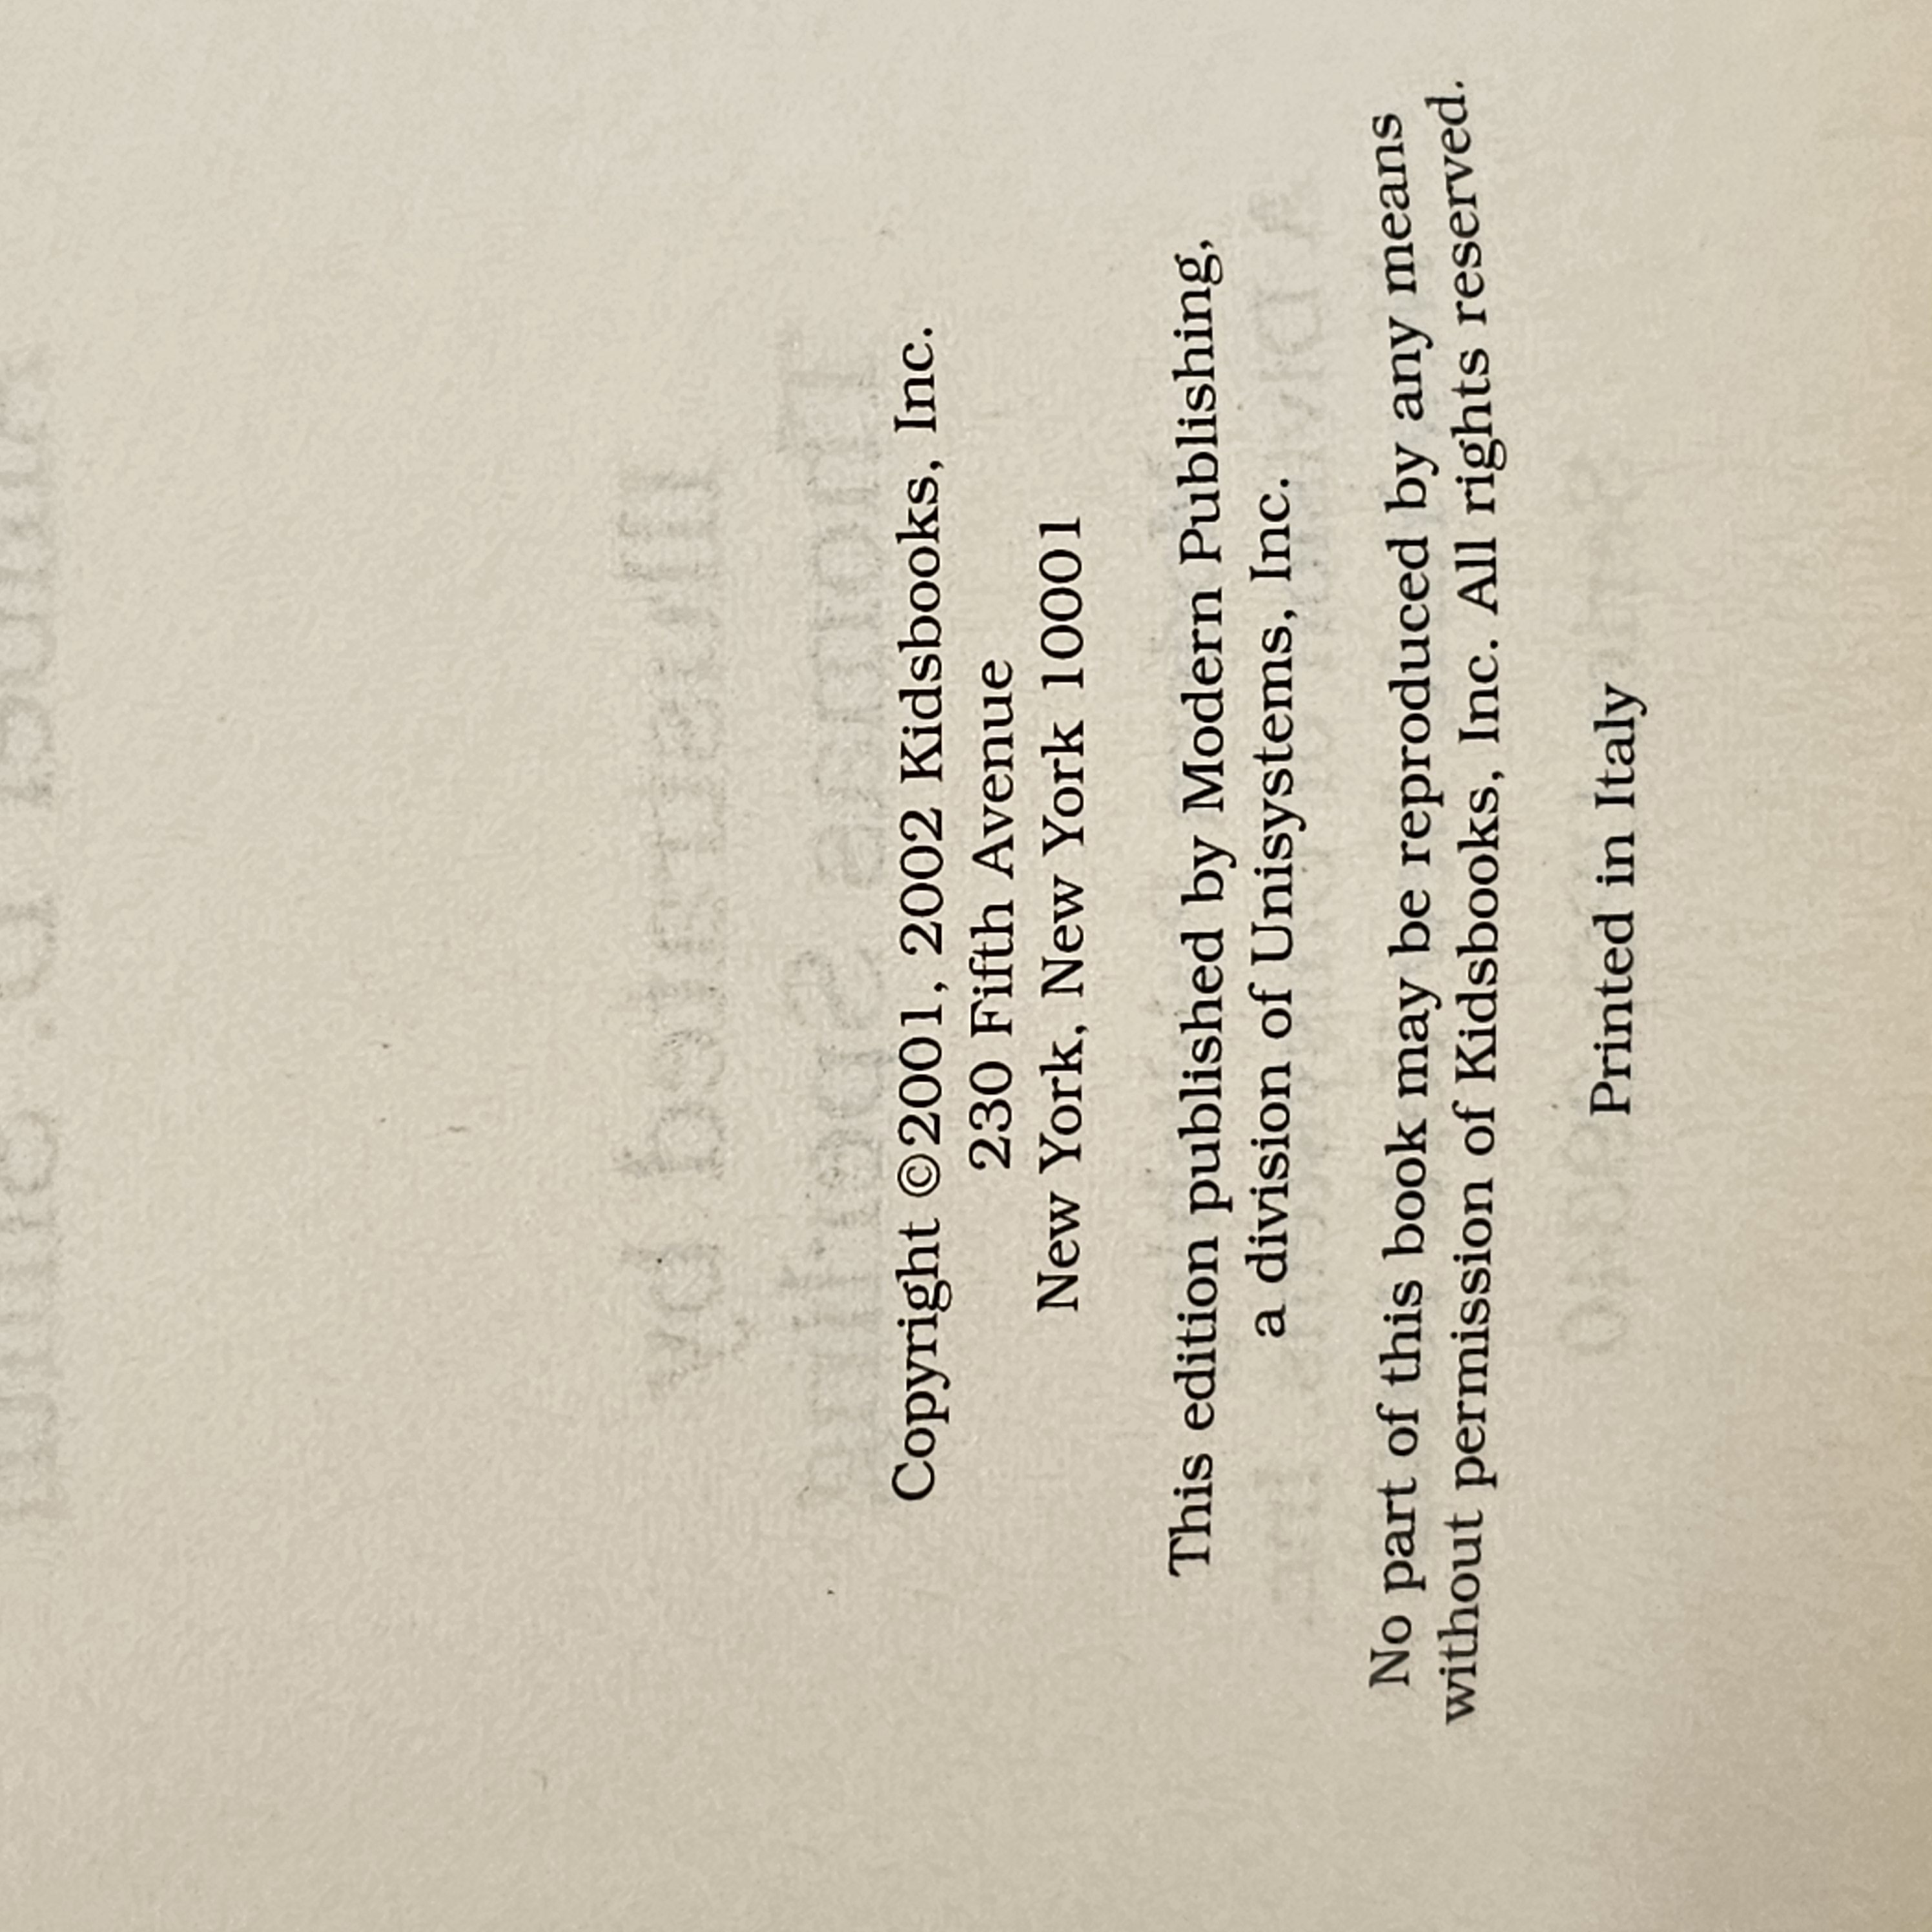 Copyright ©2001, 2002 Kidsbooks, Inc.
230 Fifth Avenue
New York, New York 10001
This edition published by Modern Publishing,
a division of Unisystems, Inc.
No part of this book may be reproduced by any means
without permission of Kidsbooks, Inc. All rights reserved.
Printed in Italy